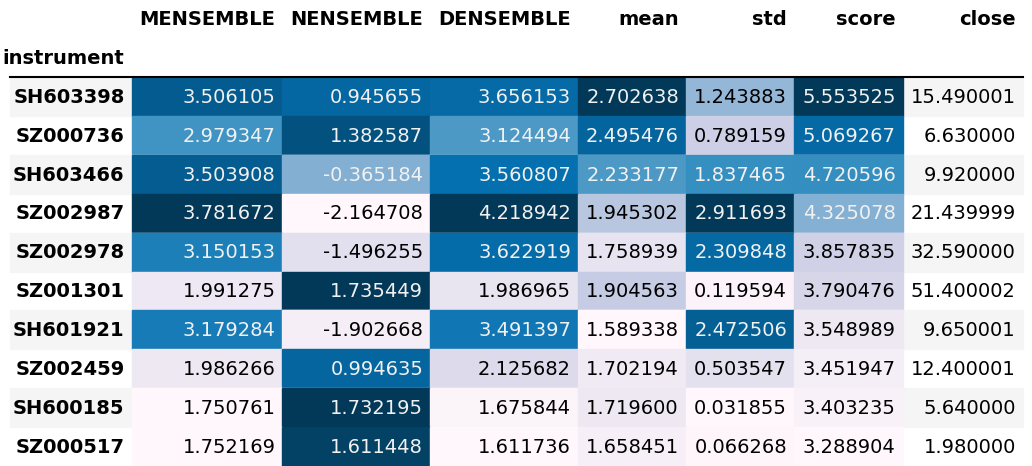 MENSEMBLE NENSEMBLE DENSEMBLE mean std score close
instrument
SH603398 3.506105 0.945655 3.656153 2.702638 1.243883 5.553525 15.490001
SZ000736 2.979347 1.382587 3.124494 2.495476 0.789159 5.069267 6.630000
SH603466 3.503908 -0.365184 3.560807 2.233177 1.837465 4.720596 9.920000
SZ002987 3.781672 -2.164708 4.218942 1.945302 2.911693 4.325078 21.439999
SZ002978 3.150153 -1.496255 3.622919 1.758939 2.309848 3.857835 32.590000
SZ001301 1.991275 1.735449 1.986965 1.904563 0.119594 3.790476 51.400002
SH601921 3.179284 -1.902668 3.491397 1.589338 2.472506 3.548989 9.650001
SZ002459 1.986266 0.994635 2.125682 1.702194 0.503547 3.451947 12.400001
SH600185 1.750761 1.732195 1.675844 1.719600 0.031855 3.403235 5.640000
SZ000517 1.752169 1.611448 1.611736 1.658451 0.066268 3.288904 1.980000